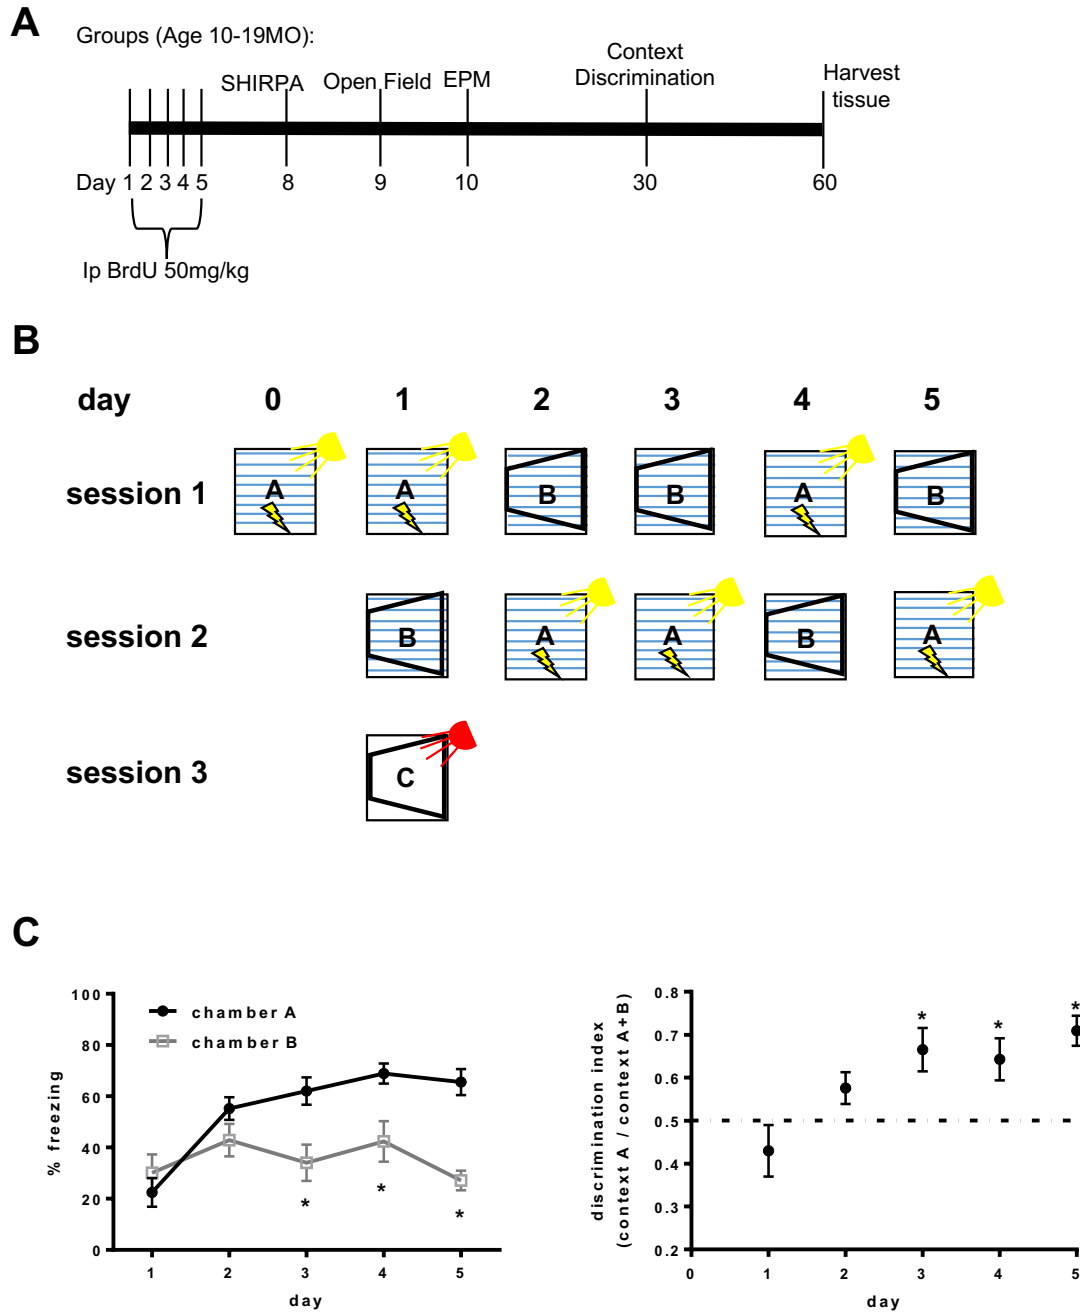 A
Groups (Age 10-19MO):
SHIRPA
Open Field
EPM
Context
Discrimination
Harvest
tissue
Day 1 2 3 4 5 8 9 10 30 60
Ip BrdU 50mg/kg
B
day 0 1 2 3 4 5
session 1 A A B B A B
session 2 B A A B A
session 3 C
C
100
80
60
40
20
0
% freezing
chamber A
chamber B
* * *
1 2 3 4 5
day
0.8
0.7
0.6
0.5
0.4
0.3
0.2
discrimination index
(context A / context A+B)
* * *
0 1 2 3 4 5
day